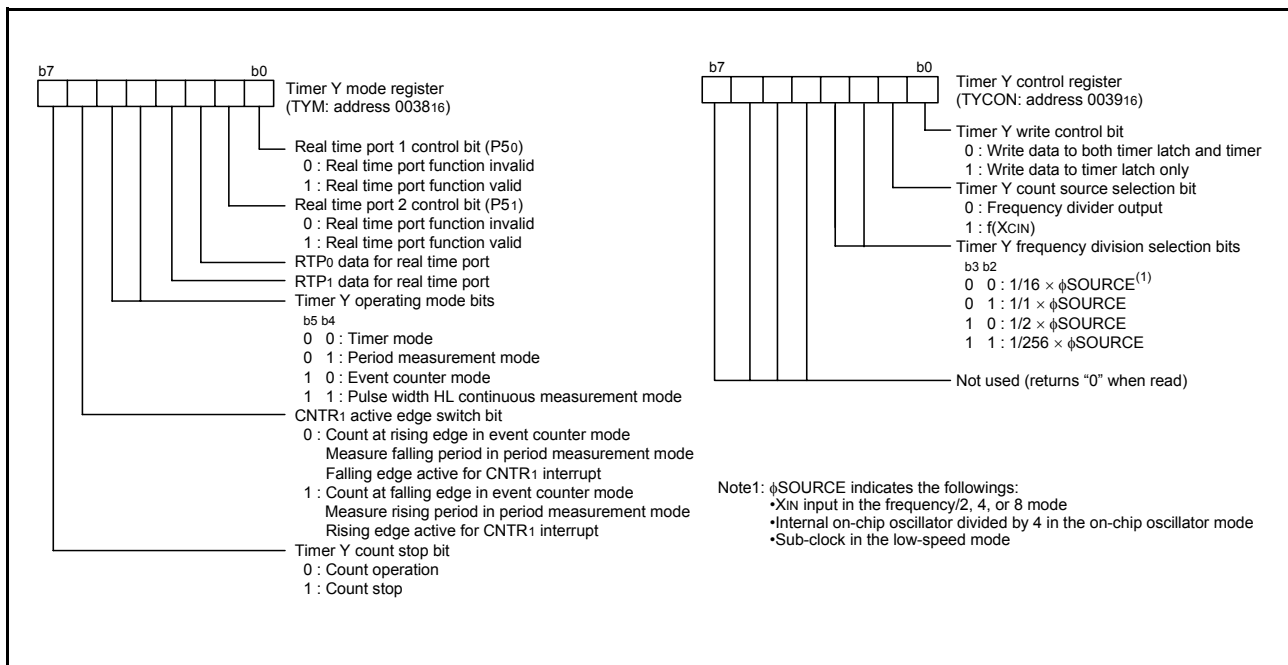 b7 b0
Timer Y mode register
(TYM: address 003816)
Real time port 1 control bit (P50)
0 : Real time port function invalid
1 : Real time port function valid
Real time port 2 control bit (P51)
0 : Real time port function invalid
1 : Real time port function valid
RTP0 data for real time port
RTP1 data for real time port
Timer Y operating mode bits
b5 b4
0 0 : Timer mode
0 1 : Period measurement mode
1 0 : Event counter mode
1 1 : Pulse width HL continuous measurement mode
CNTR1 active edge switch bit
0 : Count at rising edge in event counter mode
Measure falling period in period measurement mode
Falling edge active for CNTR1 interrupt
1 : Count at falling edge in event counter mode
Measure rising period in period measurement mode
Rising edge active for CNTR1 interrupt
Timer Y count stop bit
0 : Count operation
1 : Count stop
b7 b0
Timer Y control register
(TYCON: address 003916)
Timer Y write control bit
0 : Write data to both timer latch and timer
1 : Write data to timer latch only
Timer Y count source selection bit
0 : Frequency divider output
1 : f(XCIN)
Timer Y frequency division selection bits
b3 b2
0 0 : 1/16 × φSOURCE(1)
0 1 : 1/1 × φSOURCE
1 0 : 1/2 × φSOURCE
1 1 : 1/256 × φSOURCE
Not used (returns “0” when read)
Note1: φSOURCE indicates the followings:
•XIN input in the frequency/2, 4, or 8 mode
•Internal on-chip oscillator divided by 4 in the on-chip oscillator mode
•Sub-clock in the low-speed mode